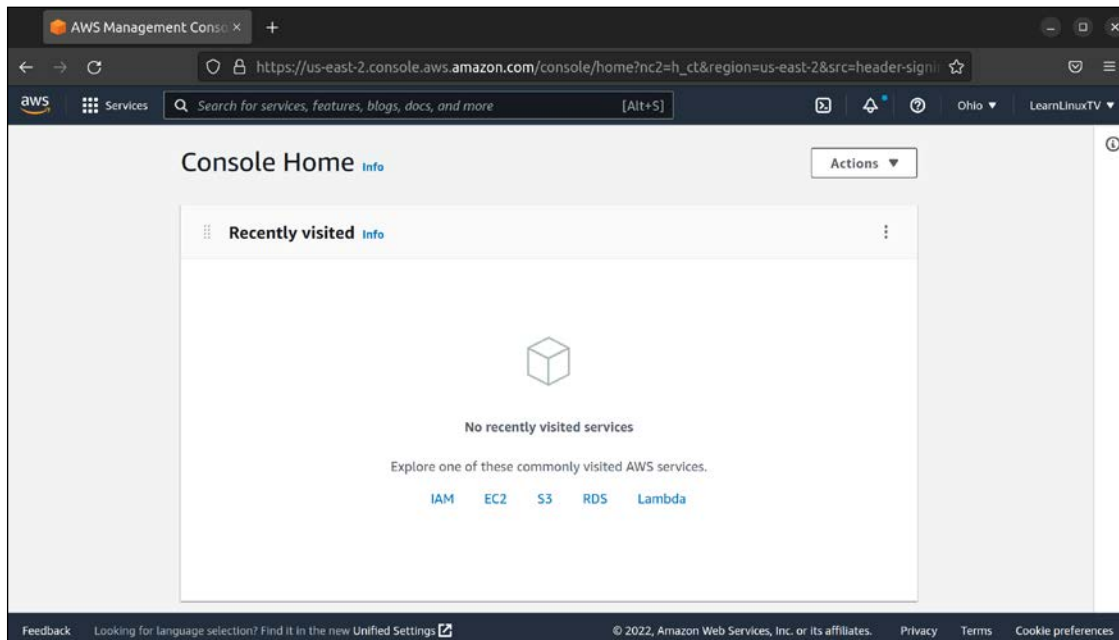 AWS Management Conso
https://us-east-2.console.aws.amazon.com/console/home?nc2=h_ct&region=us-east-2&src=header-signi
aws Services Search for services, features, blogs, docs, and more [Alt+S] Ohio LearnLinuxTV
Console Home Info Actions
Recently visited Info
No recently visited services
Explore one of these commonly visited AWS services.
IAM EC2 S3 RDS Lambda
Feedback Looking for language selection? Find it in the new Unified Settings © 2022, Amazon Web Services, Inc. or its affiliates. Privacy Terms Cookie preferences